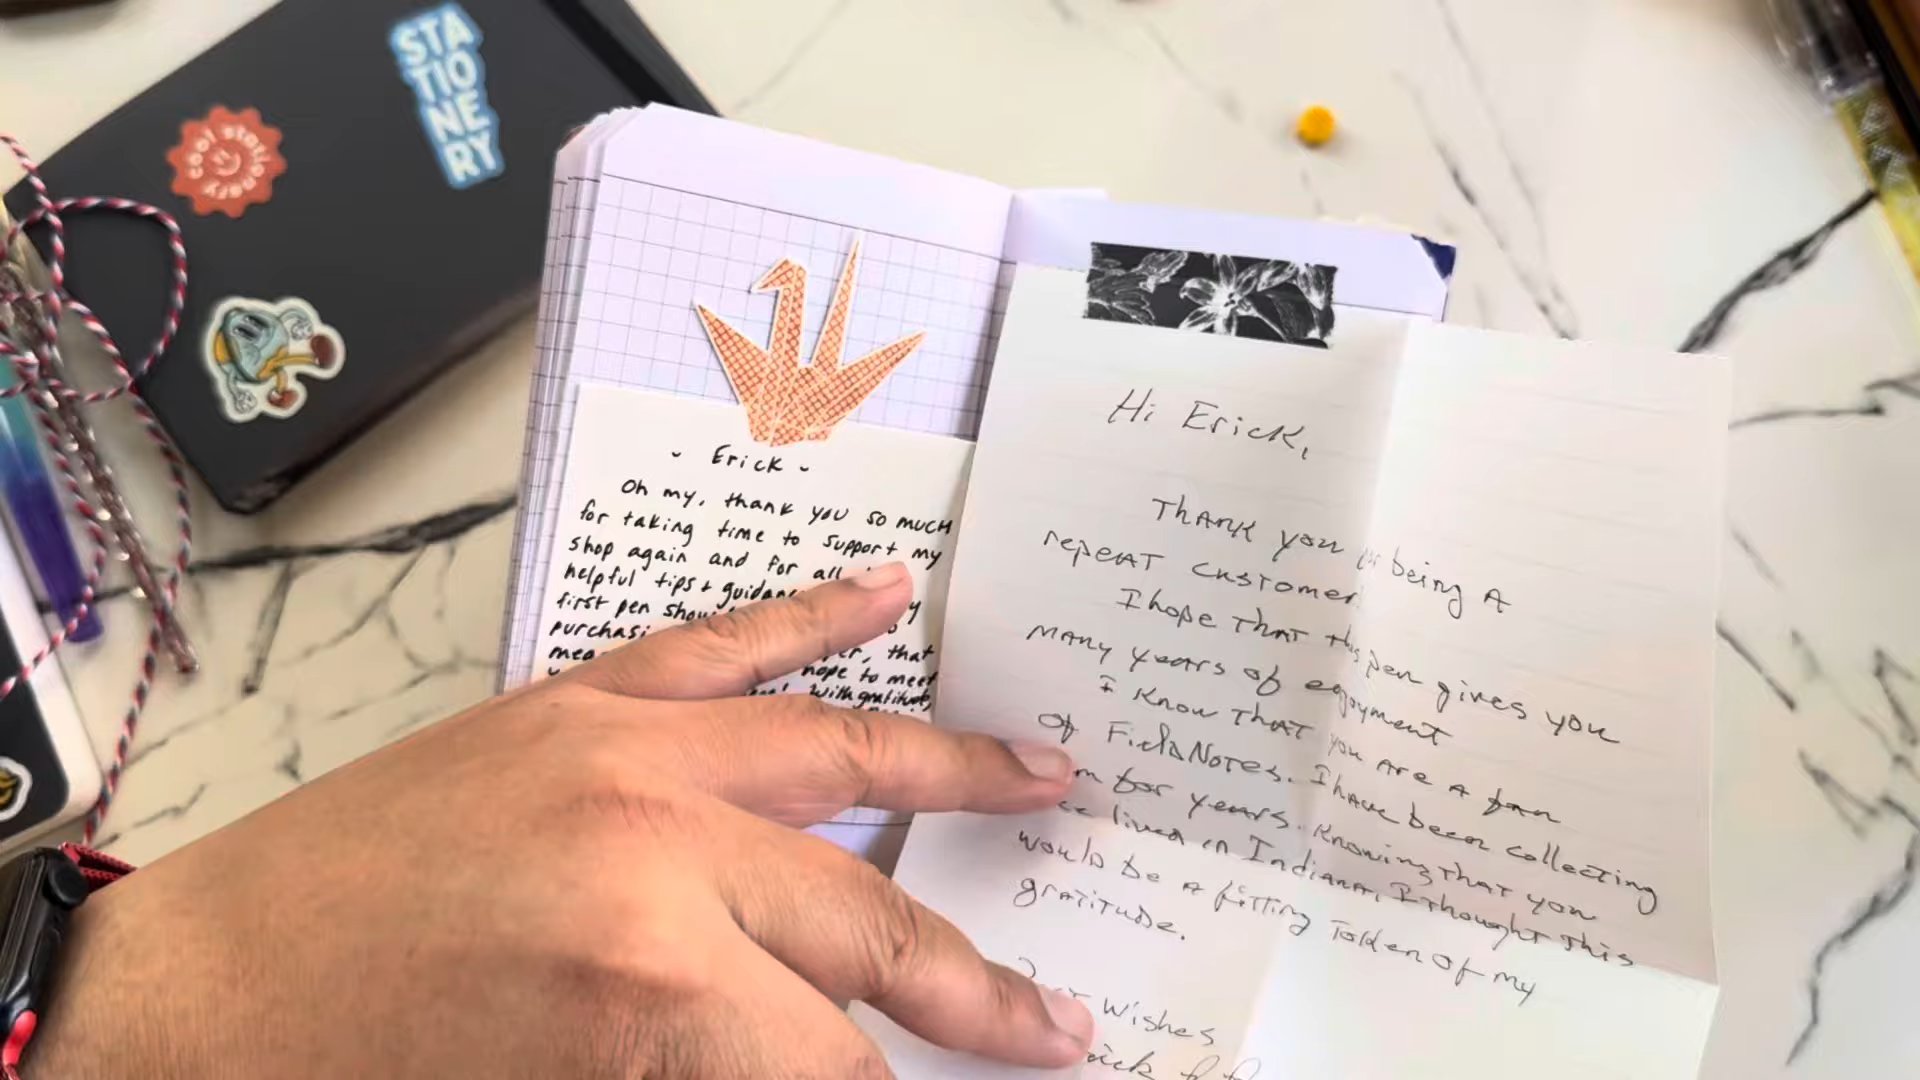 STA
TIO
NE
RY
cool stationery
~ Erick ~
Oh my, thank you so much
for taking time to support my
shop again and for all
helpful tips + guidance
first pen
purchasi
that
hope to meet
With gratitude,
Hi Erick,
Thank you for being A
repeat customer.
I hope that this pen gives you
many years of enjoyment
I know that you are a fan
of Field Notes. I have been collecting
for years. Knowing that you
lived in Indiana, I thought this
would be a fitting token of my
gratitude.
Wishes